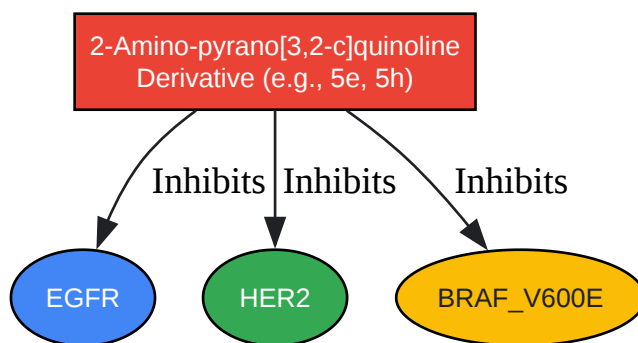 2-Amino-pyrano[3,2-c]quinoline
Derivative (e.g., 5e, 5h)
Inhibits Inhibits Inhibits
EGFR HER2 BRAF_V600E